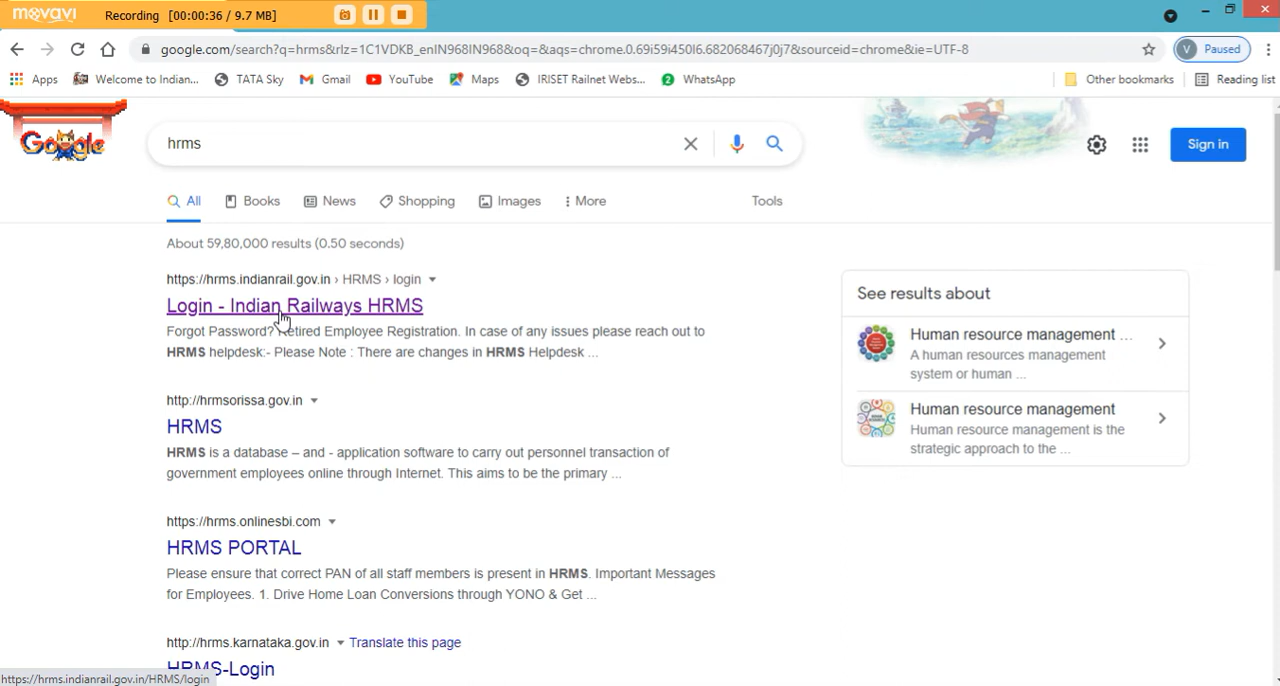 movavi Recording [00:00:36 / 9.7 MB]
google.com/search?q=hrms&rlz=1C1VDKB_enIN968IN968&oq=&aqs=chrome.0.69i59i450l6.682068467j0j7&sourceid=chrome&ie=UTF-8
V Paused
Apps Welcome to Indian... TATA Sky Gmail YouTube Maps IRISET Railnet Webs... 2 WhatsApp Other bookmarks Reading list
Google
hrms
Sign in
All Books News Shopping Images More Tools
About 59,80,000 results (0.50 seconds)
https://hrms.indianrail.gov.in › HRMS › login
Login - Indian Railways HRMS
Forgot Password? Retired Employee Registration. In case of any issues please reach out to
HRMS helpdesk:- Please Note : There are changes in HRMS Helpdesk ...
http://hrmsorissa.gov.in
HRMS
HRMS is a database – and - application software to carry out personnel transaction of
government employees online through Internet. This aims to be the primary ...
https://hrms.onlinesbi.com
HRMS PORTAL
Please ensure that correct PAN of all staff members is present in HRMS. Important Messages
for Employees. 1. Drive Home Loan Conversions through YONO & Get ...
http://hrms.karnataka.gov.in Translate this page
HRMS-Login
See results about
Human resource management ...
A human resources management
system or human ...
Human resource management
Human resource management is the
strategic approach to the ...
https://hrms.indianrail.gov.in/HRMS/login